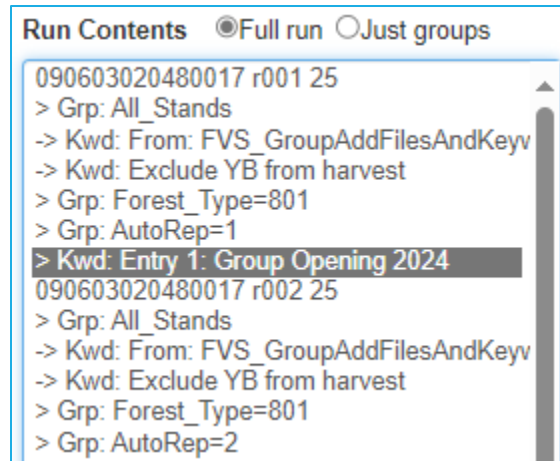 Run Contents Full run Just groups
090603020480017 r001 25
> Grp: All_Stands
-> Kwd: From: FVS_GroupAddFilesAndKeyv
-> Kwd: Exclude YB from harvest
> Grp: Forest_Type=801
> Grp: AutoRep=1
> Kwd: Entry 1: Group Opening 2024
090603020480017 r002 25
> Grp: All_Stands
-> Kwd: From: FVS_GroupAddFilesAndKeyv
-> Kwd: Exclude YB from harvest
> Grp: Forest_Type=801
> Grp: AutoRep=2